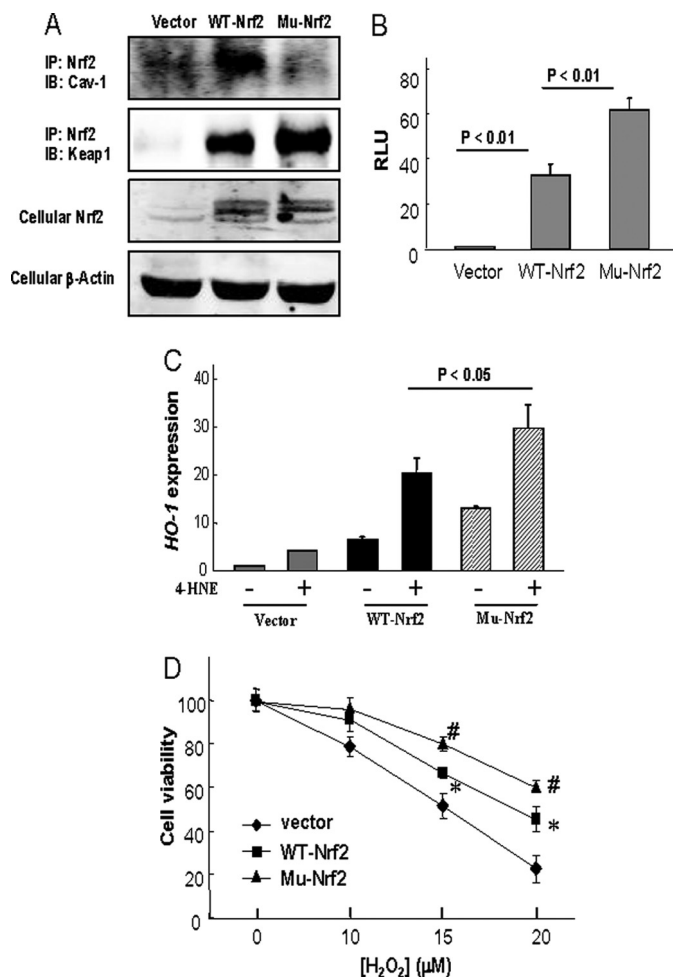 A
Vector WT-Nrf2 Mu-Nrf2
IP: Nrf2
IB: Cav-1
IP: Nrf2
IB: Keap1
Cellular Nrf2
Cellular β-Actin
B
RLU
80
60
40
20
0
P < 0.01
P < 0.01
Vector WT-Nrf2 Mu-Nrf2
C
HO-1 expression
40
30
20
10
0
P < 0.05
4-HNE - + - + - +
Vector WT-Nrf2 Mu-Nrf2
D
Cell viability
100
80
60
40
20
0
# #
* *
vector
WT-Nrf2
Mu-Nrf2
0 10 15 20
[H₂O₂] (µM)